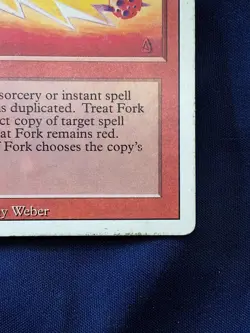 sorcery or instant spell
s duplicated. Treat Fork
ct copy of target spell
at Fork remains red.
f Fork chooses the copy's
y Weber